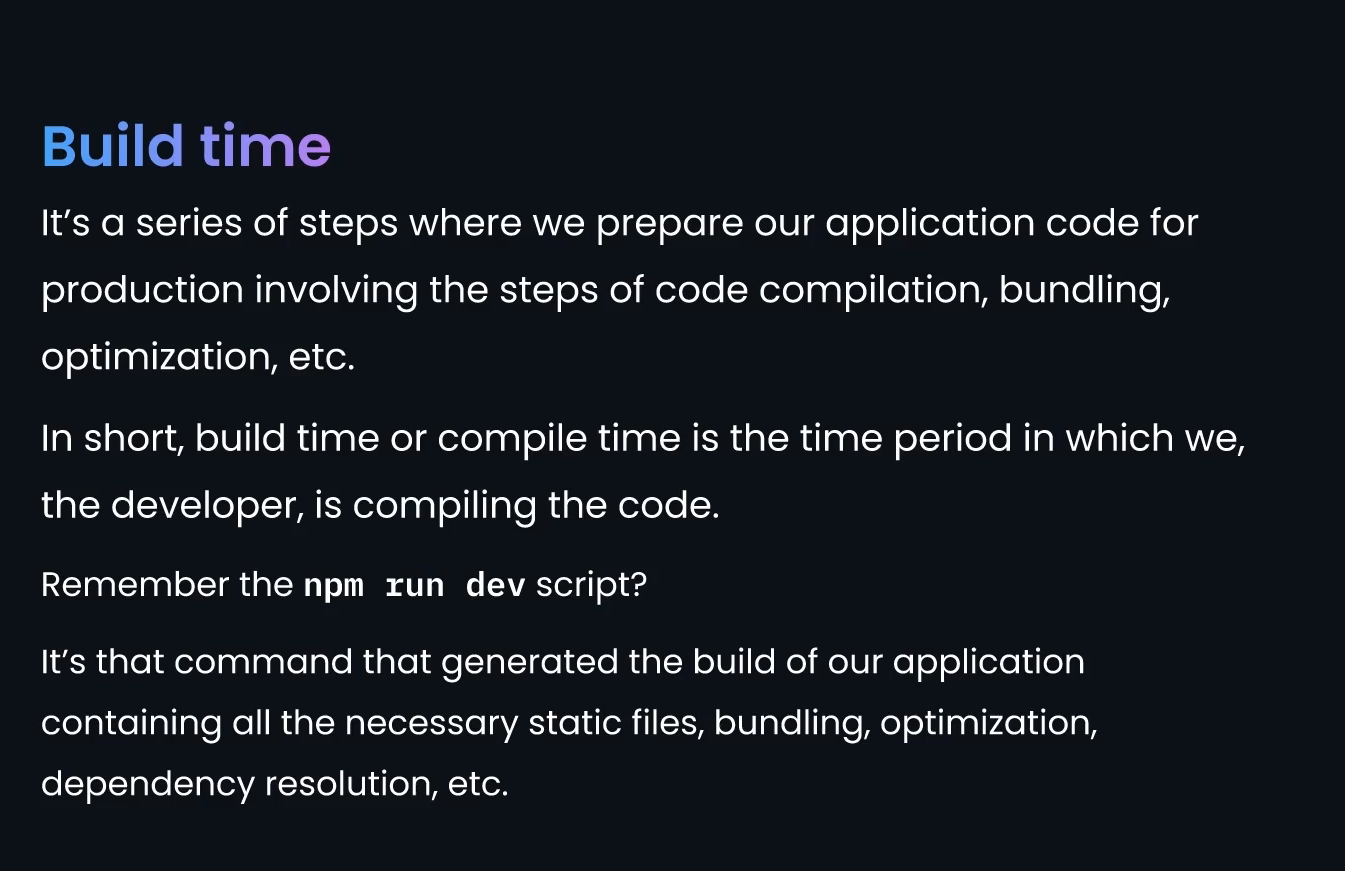 Build time
It’s a series of steps where we prepare our application code for
production involving the steps of code compilation, bundling,
optimization, etc.
In short, build time or compile time is the time period in which we,
the developer, is compiling the code.
Remember the npm run dev script?
It’s that command that generated the build of our application
containing all the necessary static files, bundling, optimization,
dependency resolution, etc.